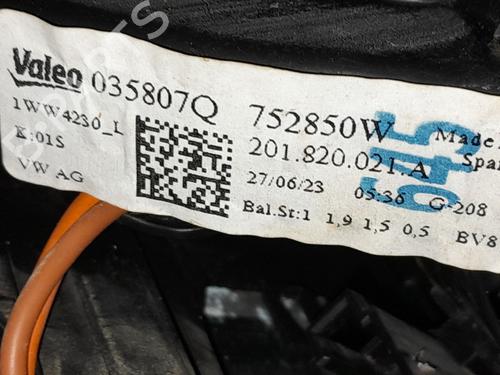 Valeo 035807Q 752850W Made
1WW4230_L 201.820.021.A Spa
K:01S 27/06/23 05:36 G-208
VW AG Bal.St:1 1,9 1,5 0,5 BV8